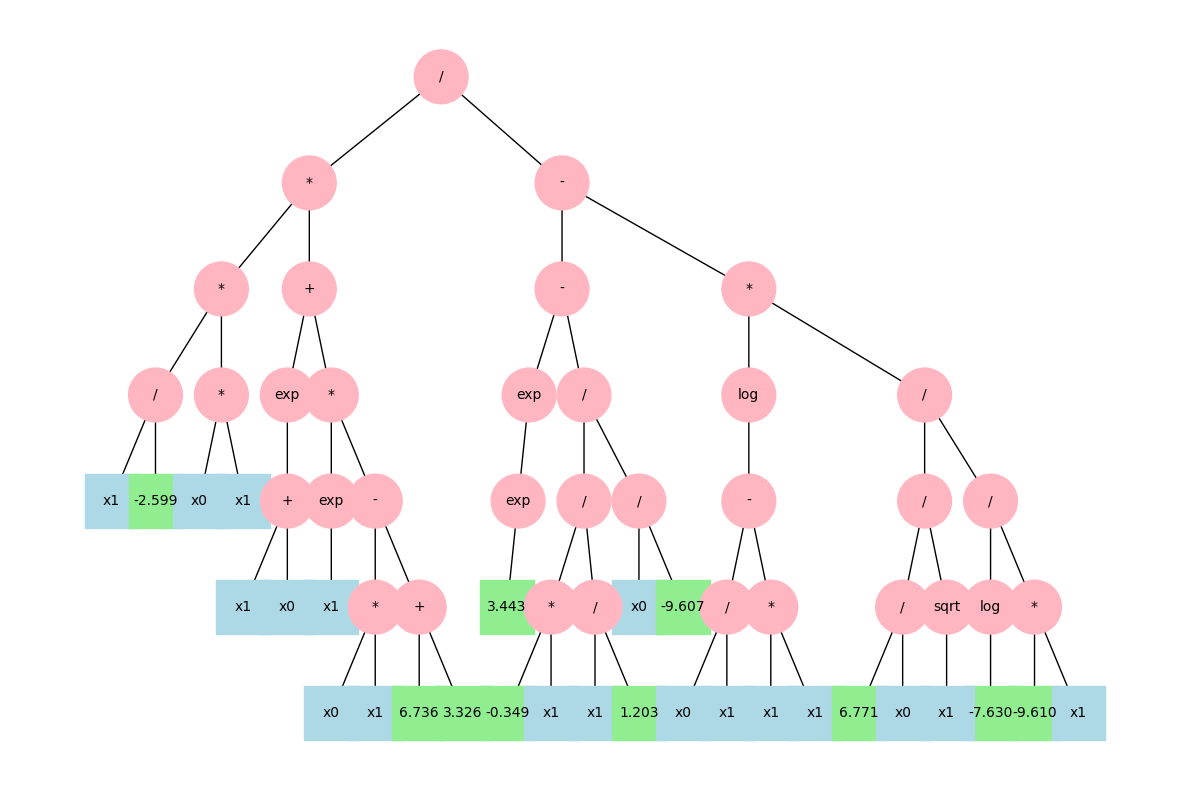 /
* -
* + - *
/ * exp * exp / log /
x1 -2.599 x0 x1 + exp - exp / / - / /
x1 x0 x1 * + 3.443 * / x0 -9.607 / * / sqrt log *
x0 x1 6.736 3.326 -0.349 x1 x1 1.203 x0 x1 x1 x1 6.771 x0 x1 -7.630 -9.610 x1